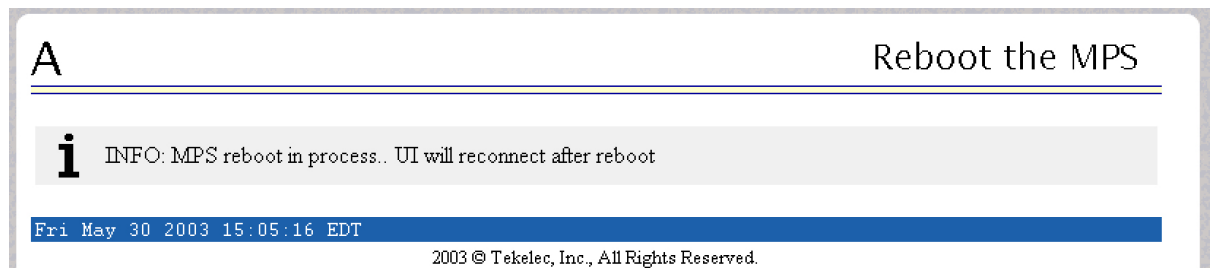 A
Reboot the MPS
i
INFO: MPS reboot in process.. UI will reconnect after reboot
Fri May 30 2003 15:05:16 EDT
2003 © Tekelec, Inc., All Rights Reserved.